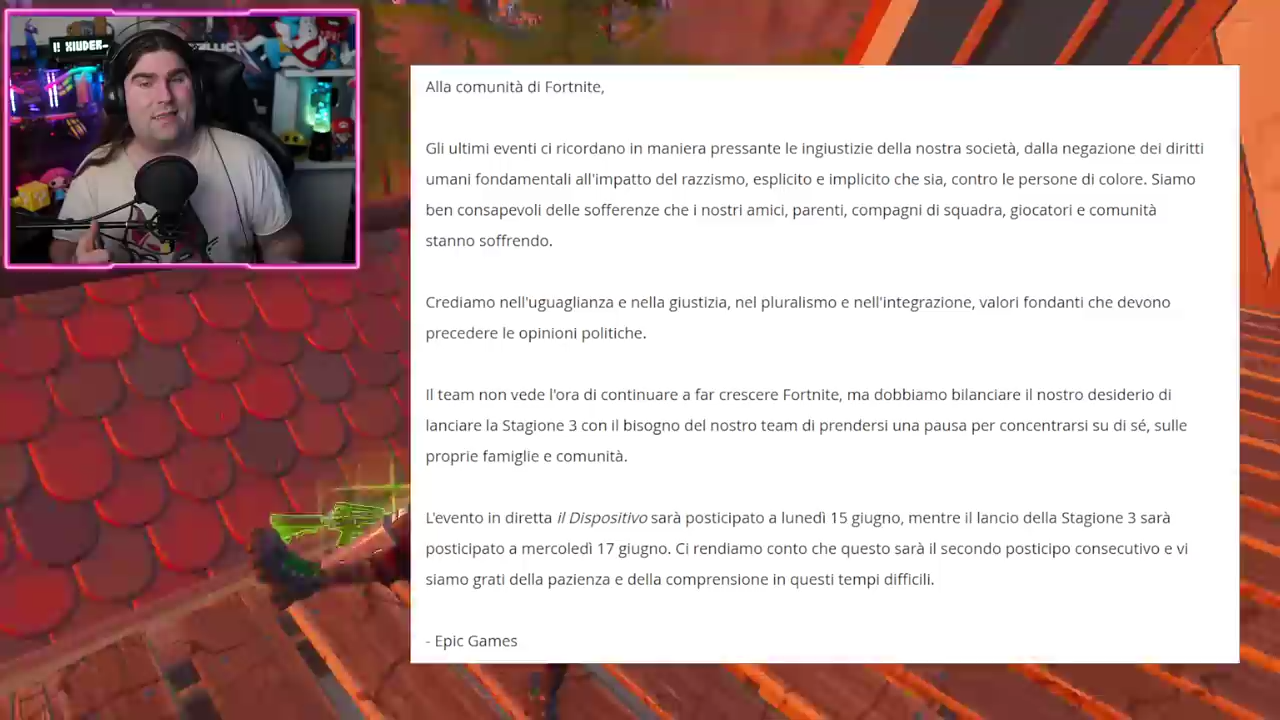 !! XIUDER_
Alla comunità di Fortnite,
Gli ultimi eventi ci ricordano in maniera pressante le ingiustizie della nostra società, dalla negazione dei diritti
umani fondamentali all'impatto del razzismo, esplicito e implicito che sia, contro le persone di colore. Siamo
ben consapevoli delle sofferenze che i nostri amici, parenti, compagni di squadra, giocatori e comunità
stanno soffrendo.
Crediamo nell'uguaglianza e nella giustizia, nel pluralismo e nell'integrazione, valori fondanti che devono
precedere le opinioni politiche.
Il team non vede l'ora di continuare a far crescere Fortnite, ma dobbiamo bilanciare il nostro desiderio di
lanciare la Stagione 3 con il bisogno del nostro team di prendersi una pausa per concentrarsi su di sé, sulle
proprie famiglie e comunità.
L'evento in diretta il Dispositivo sarà posticipato a lunedì 15 giugno, mentre il lancio della Stagione 3 sarà
posticipato a mercoledì 17 giugno. Ci rendiamo conto che questo sarà il secondo posticipo consecutivo e vi
siamo grati della pazienza e della comprensione in questi tempi difficili.
- Epic Games